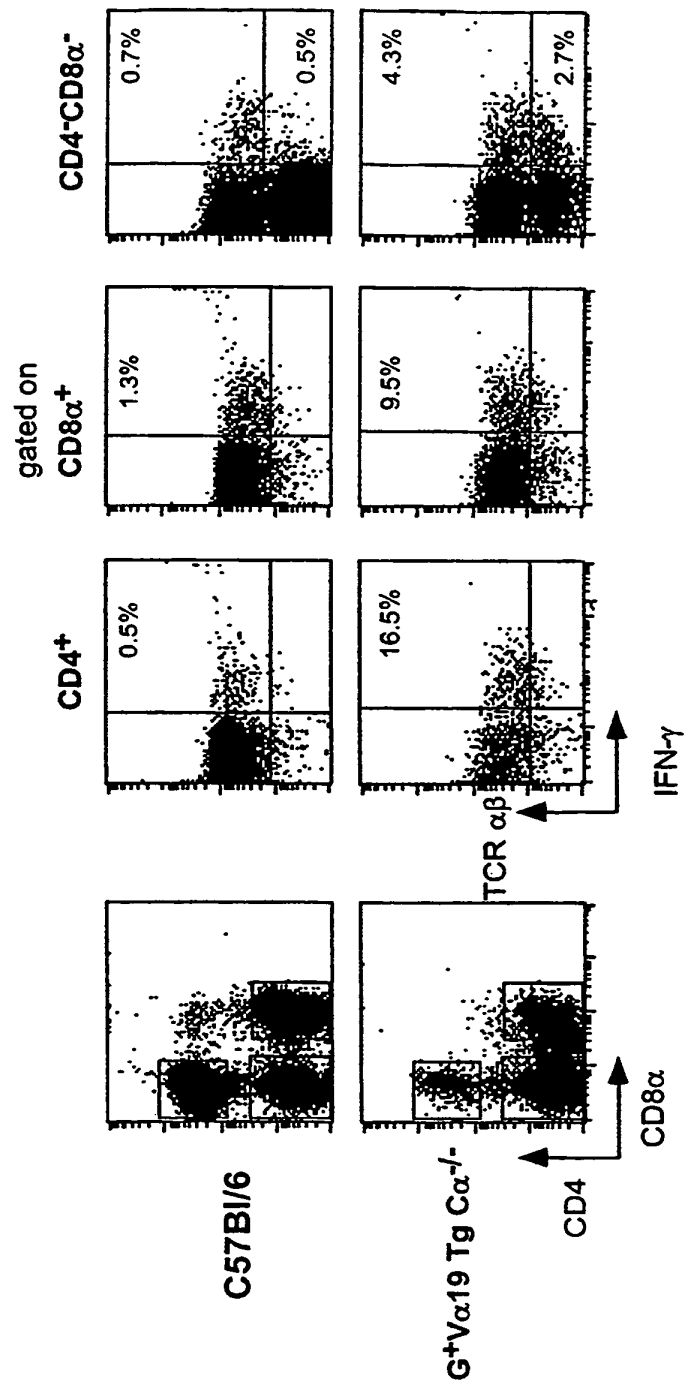 gated on
CD4⁺
CD8α⁺
CD4⁻CD8α⁻
C57Bl/6
0.5%
1.3%
0.7%
0.5%
G⁺Vα19 Tg Cα⁻/⁻
16.5%
9.5%
4.3%
2.7%
CD4
CD8α
TCR αβ
IFN-γ